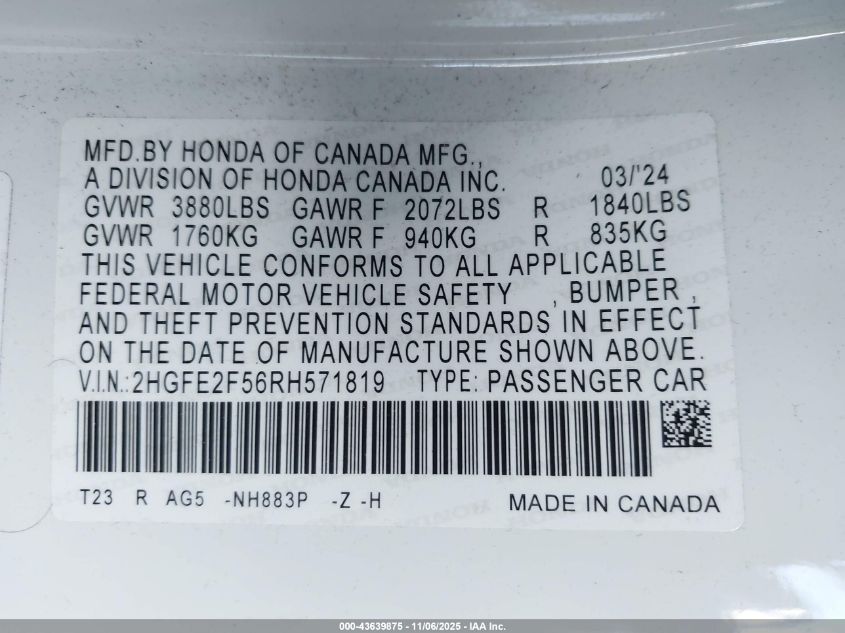 MFD.BY HONDA OF CANADA MFG.,
A DIVISION OF HONDA CANADA INC. 03/'24
GVWR 3880LBS GAWR F 2072LBS R 1840LBS
GVWR 1760KG GAWR F 940KG R 835KG
THIS VEHICLE CONFORMS TO ALL APPLICABLE
FEDERAL MOTOR VEHICLE SAFETY , BUMPER ,
AND THEFT PREVENTION STANDARDS IN EFFECT
ON THE DATE OF MANUFACTURE SHOWN ABOVE.
V.I.N.:2HGFE2F56RH571819 TYPE: PASSENGER CAR
T23 R AG5 -NH883P -Z -H MADE IN CANADA
000-43639875 - 11/06/2025 - IAA Inc.